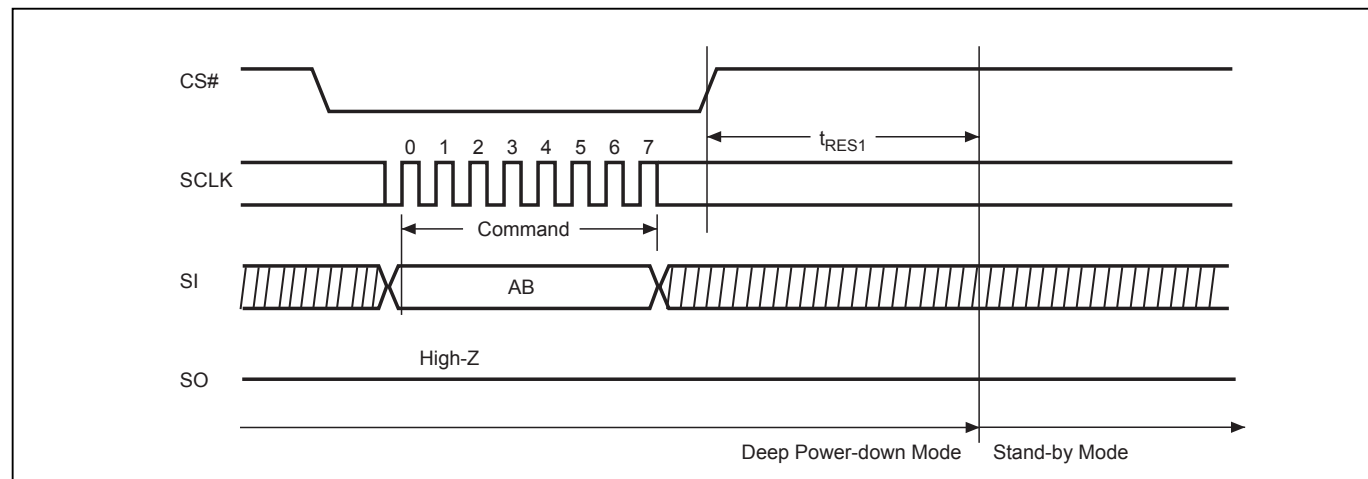 CS#
tRES1
0 1 2 3 4 5 6 7
SCLK
Command
SI
AB
High-Z
SO
Deep Power-down Mode
Stand-by Mode